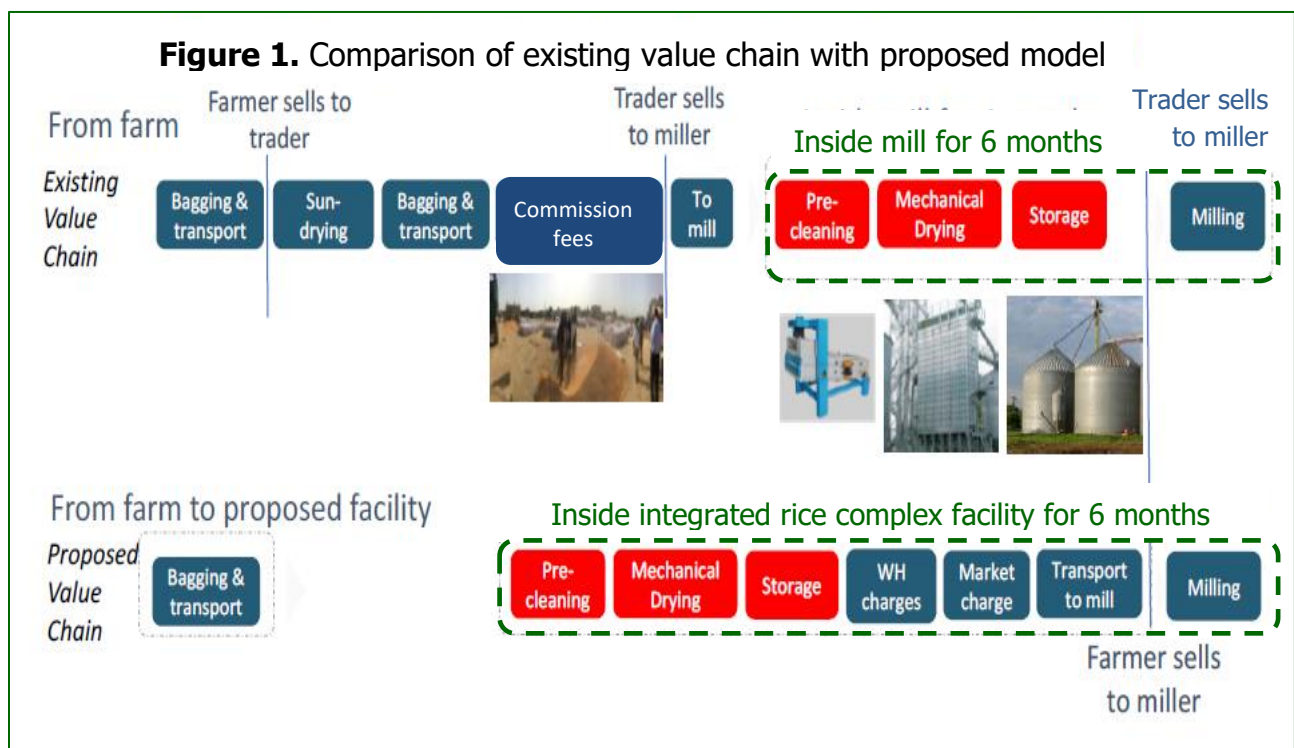 Figure 1. Comparison of existing value chain with proposed model
From farm
Farmer sells to
trader
Trader sells
to miller
Trader sells
to miller
Inside mill for 6 months
Existing
Value
Chain
Bagging &
transport
Sun-
drying
Bagging &
transport
Commission
fees
To
mill
Pre-
cleaning
Mechanical
Drying
Storage
Milling
From farm to proposed facility
Inside integrated rice complex facility for 6 months
Proposed
Value
Chain
Bagging &
transport
Pre-
cleaning
Mechanical
Drying
Storage
WH
charges
Market
charge
Transport
to mill
Milling
Farmer sells
to miller